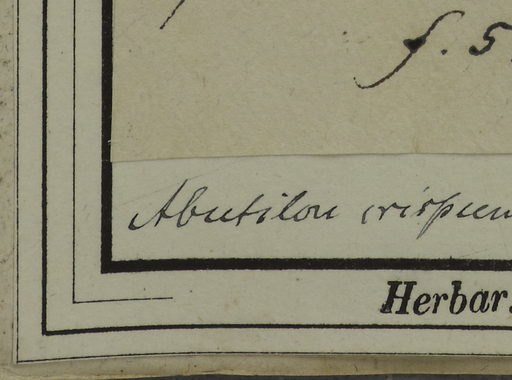 f. 5.
Abutilon crispum
Herbar.